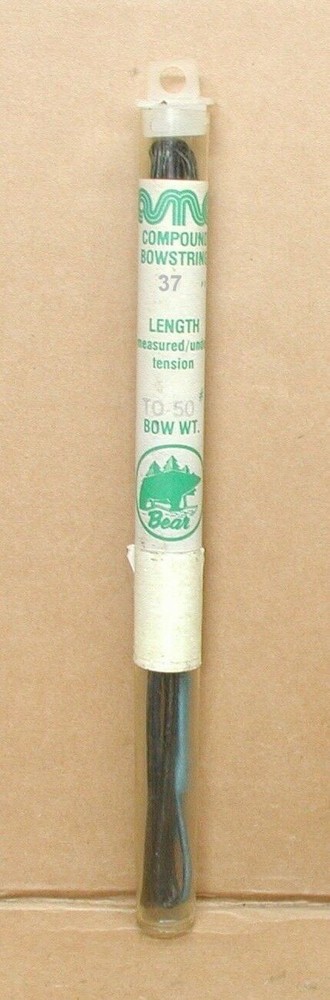 COMPOUND
BOWSTRING
37
LENGTH
measured/under
tension
TO 50 #
BOW WT.
Bear